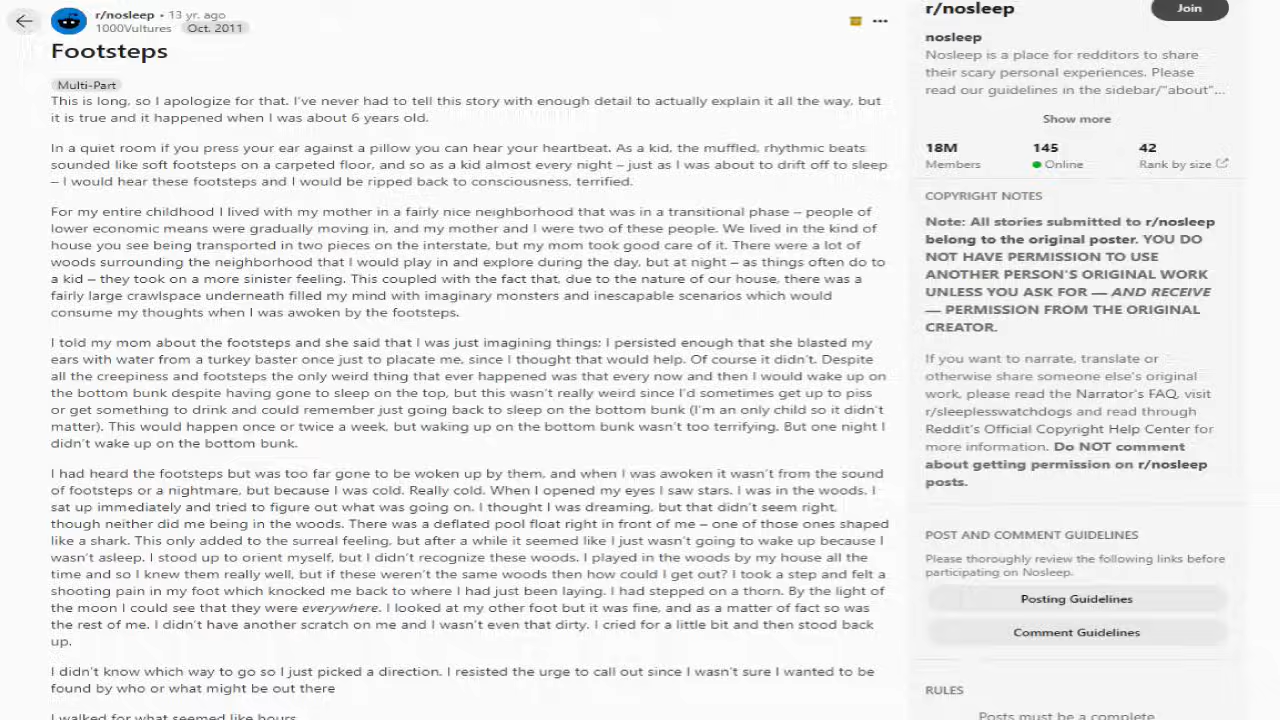 r/nosleep • 13 yr. ago
1000Vultures Oct. 2011
Footsteps
Multi-Part
This is long, so I apologize for that. I've never had to tell this story with enough detail to actually explain it all the way, but
it is true and it happened when I was about 6 years old.
In a quiet room if you press your ear against a pillow you can hear your heartbeat. As a kid, the muffled, rhythmic beats
sounded like soft footsteps on a carpeted floor, and so as a kid almost every night – just as I was about to drift off to sleep
– I would hear these footsteps and I would be ripped back to consciousness, terrified.
For my entire childhood I lived with my mother in a fairly nice neighborhood that was in a transitional phase – people of
lower economic means were gradually moving in, and my mother and I were two of these people. We lived in the kind of
house you see being transported in two pieces on the interstate, but my mom took good care of it. There were a lot of
woods surrounding the neighborhood that I would play in and explore during the day, but at night – as things often do to
a kid – they took on a more sinister feeling. This coupled with the fact that, due to the nature of our house, there was a
fairly large crawlspace underneath filled my mind with imaginary monsters and inescapable scenarios which would
consume my thoughts when I was awoken by the footsteps.
I told my mom about the footsteps and she said that I was just imagining things; I persisted enough that she blasted my
ears with water from a turkey baster once just to placate me, since I thought that would help. Of course it didn't. Despite
all the creepiness and footsteps the only weird thing that ever happened was that every now and then I would wake up on
the bottom bunk despite having gone to sleep on the top, but this wasn't really weird since I'd sometimes get up to piss
or get something to drink and could remember just going back to sleep on the bottom bunk (I'm an only child so it didn't
matter). This would happen once or twice a week, but waking up on the bottom bunk wasn't too terrifying. But one night I
didn't wake up on the bottom bunk.
I had heard the footsteps but was too far gone to be woken up by them, and when I was awoken it wasn't from the sound
of footsteps or a nightmare, but because I was cold. Really cold. When I opened my eyes I saw stars. I was in the woods. I
sat up immediately and tried to figure out what was going on. I thought I was dreaming, but that didn't seem right,
though neither did me being in the woods. There was a deflated pool float right in front of me – one of those ones shaped
like a shark. This only added to the surreal feeling, but after a while it seemed like I just wasn't going to wake up because I
wasn't asleep. I stood up to orient myself, but I didn't recognize these woods. I played in the woods by my house all the
time and so I knew them really well, but if these weren't the same woods then how could I get out? I took a step and felt a
shooting pain in my foot which knocked me back to where I had just been laying. I had stepped on a thorn. By the light of
the moon I could see that they were everywhere. I looked at my other foot but it was fine, and as a matter of fact so was
the rest of me. I didn't have another scratch on me and I wasn't even that dirty. I cried for a little bit and then stood back
up.
I didn't know which way to go so I just picked a direction. I resisted the urge to call out since I wasn't sure I wanted to be
found by who or what might be out there
I walked for what seemed like hours.
r/nosleep
Join
nosleep
Nosleep is a place for redditors to share
their scary personal experiences. Please
read our guidelines in the sidebar/"about"...
Show more
18M 145 42
Members Online Rank by size
COPYRIGHT NOTES
Note: All stories submitted to r/nosleep
belong to the original poster. YOU DO
NOT HAVE PERMISSION TO USE
ANOTHER PERSON'S ORIGINAL WORK
UNLESS YOU ASK FOR — AND RECEIVE
— PERMISSION FROM THE ORIGINAL
CREATOR.
If you want to narrate, translate or
otherwise share someone else's original
work, please read the Narrator's FAQ, visit
r/sleeplesswatchdogs and read through
Reddit's Official Copyright Help Center for
more information. Do NOT comment
about getting permission on r/nosleep
posts.
POST AND COMMENT GUIDELINES
Please thoroughly review the following links before
participating on Nosleep.
Posting Guidelines
Comment Guidelines
RULES
Posts must be a complete